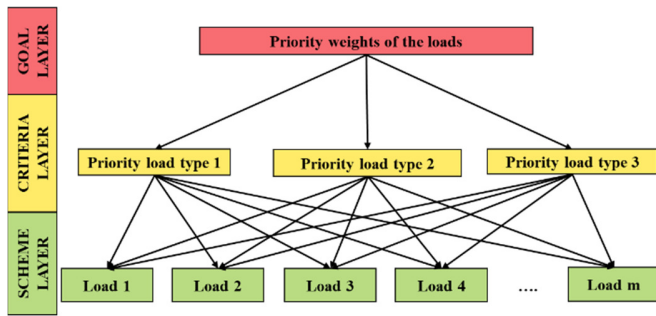 GOAL
LAYER
Priority weights of the loads
CRITERIA
LAYER
Priority load type 1
Priority load type 2
Priority load type 3
SCHEME
LAYER
Load 1
Load 2
Load 3
Load 4
....
Load m